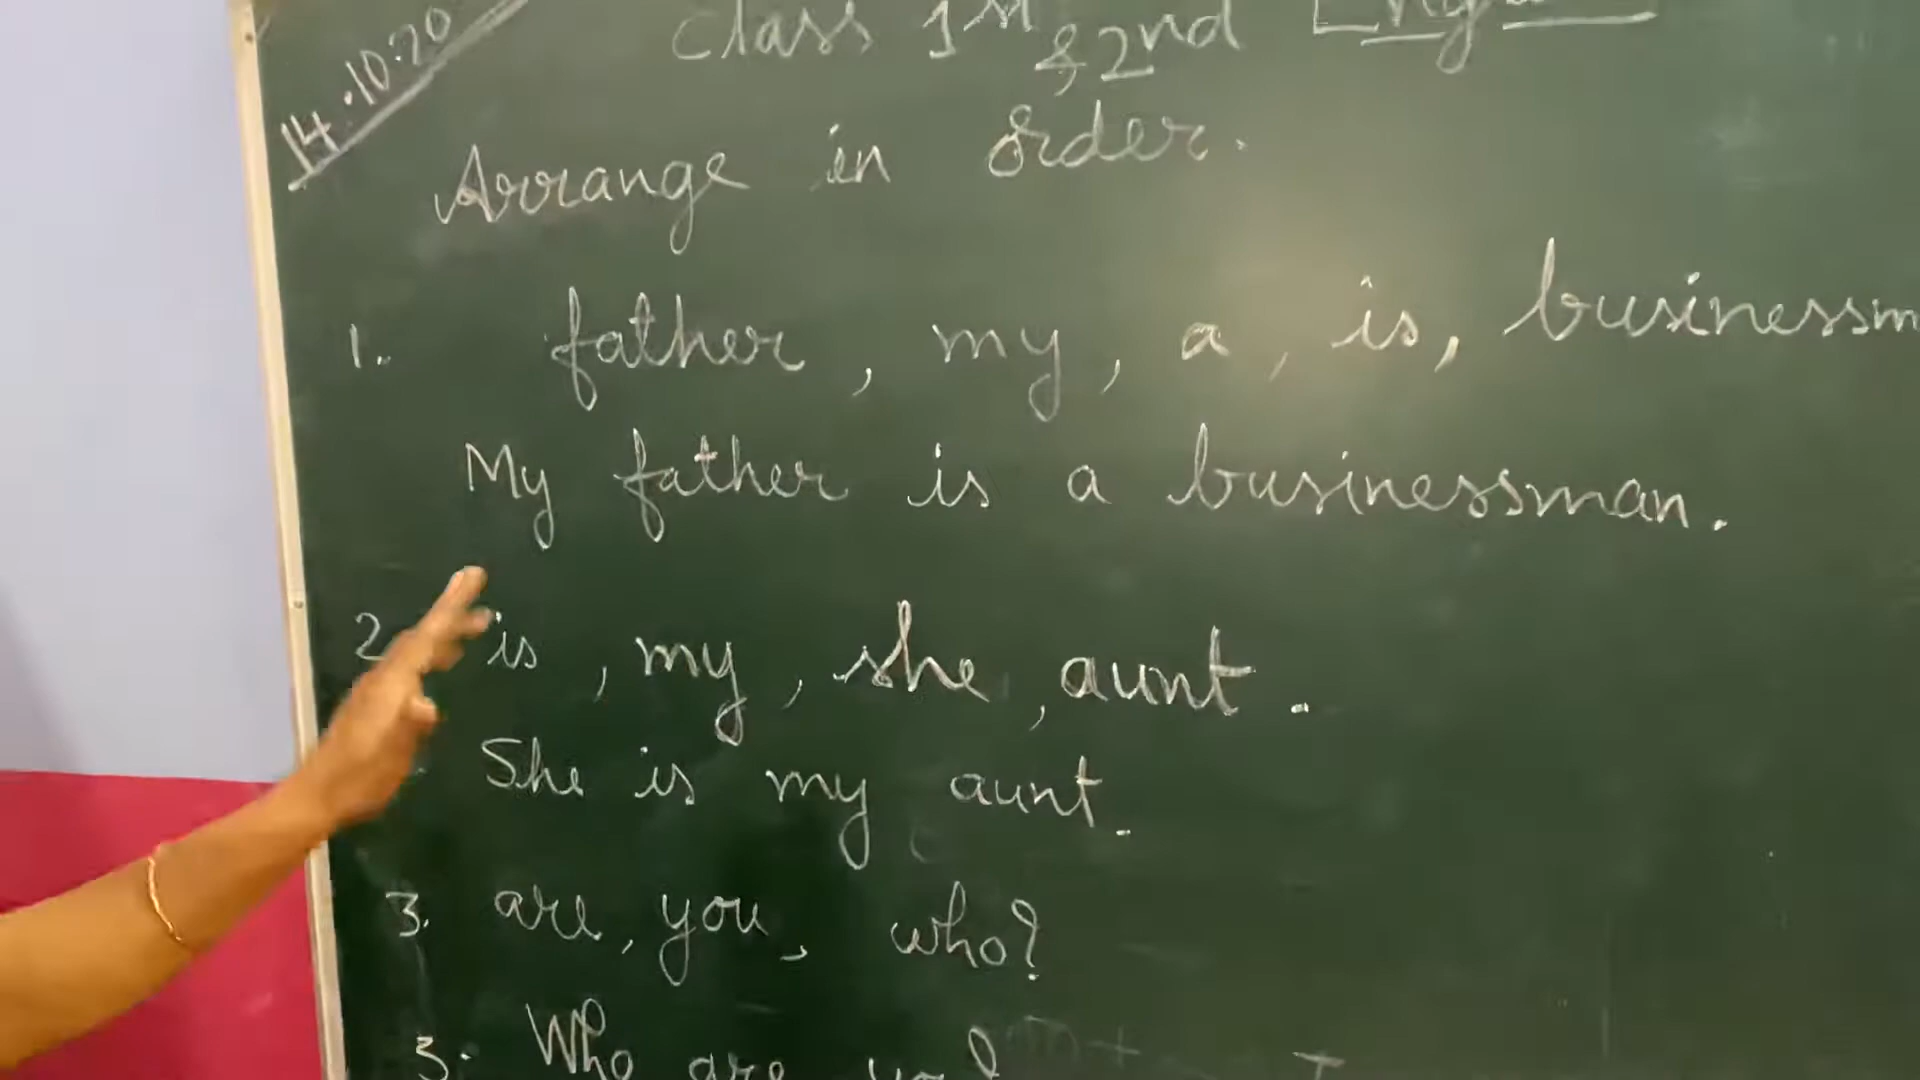 14.10.20
Class 1st & 2nd
Arrange in order.
1. father, my, a, is, businessm
My father is a businessman.
2 is, my, she, aunt.
She is my aunt.
3. are, you, who?
3. Who are